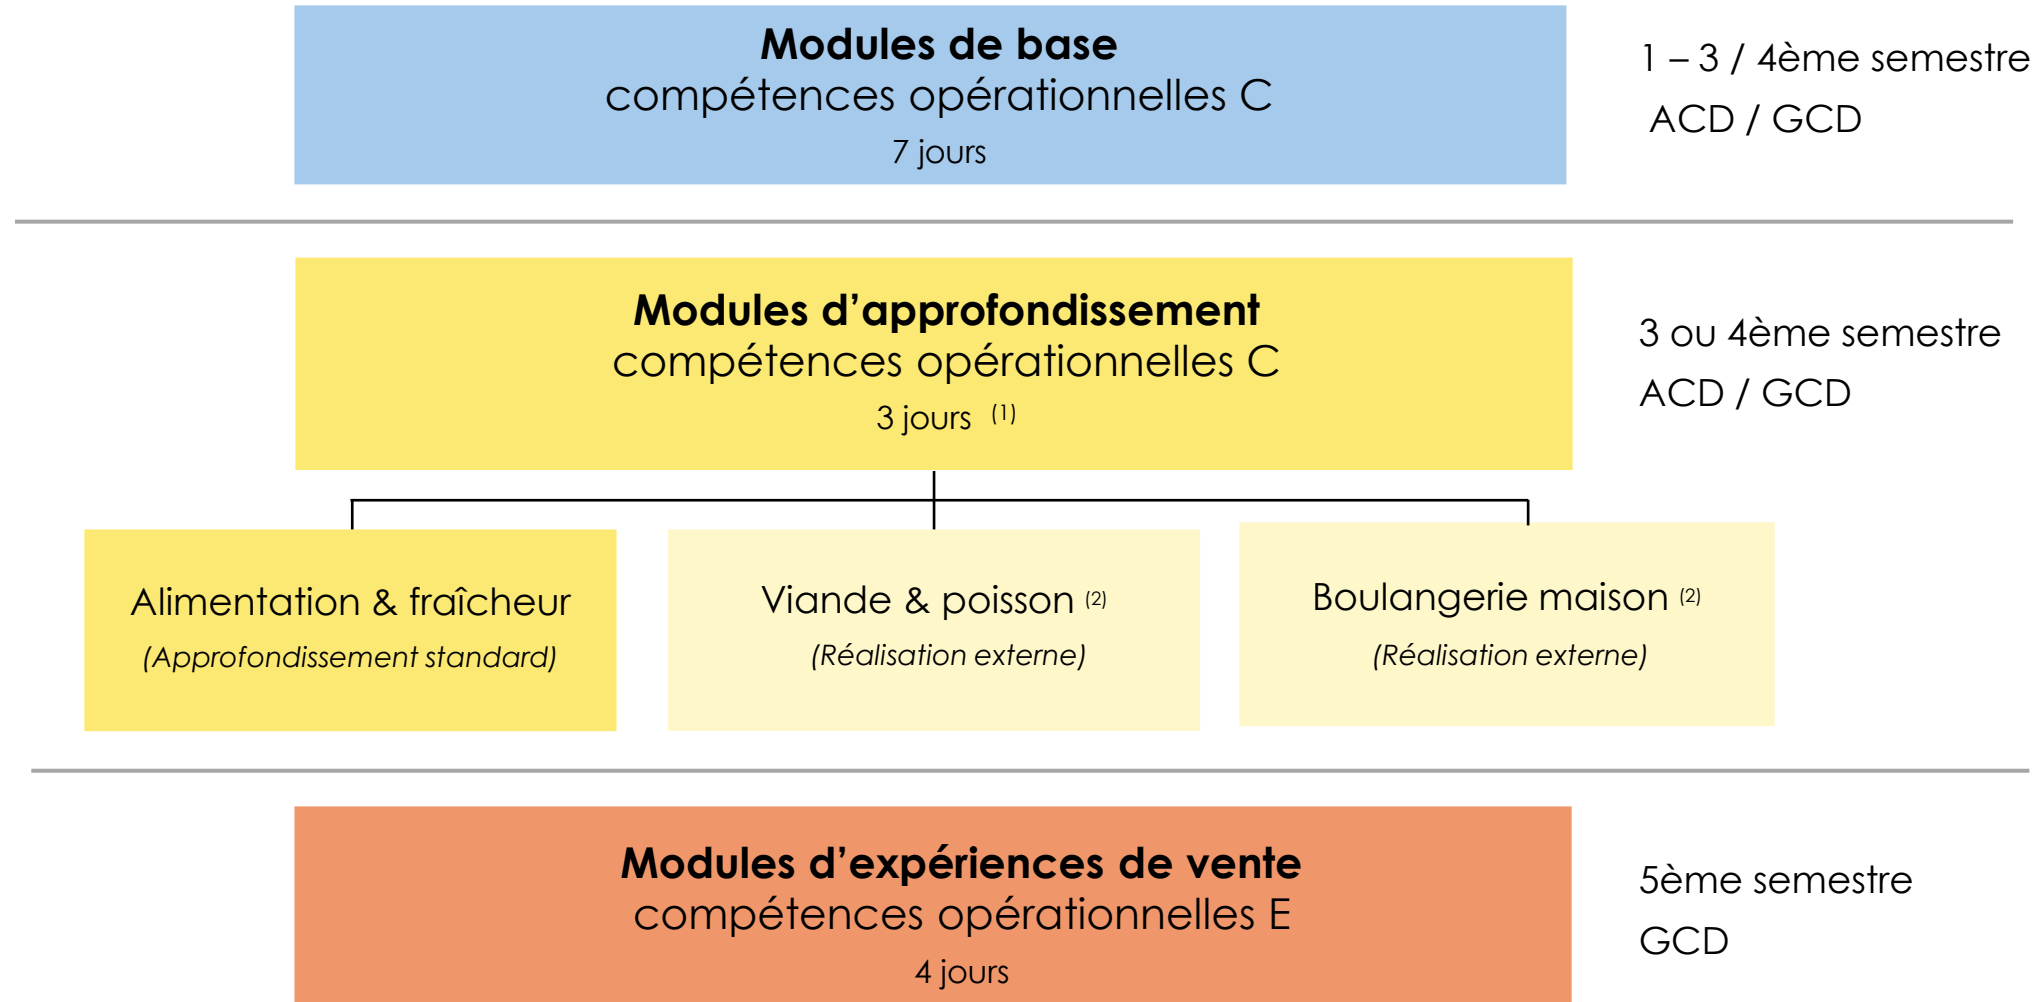 Modules de base
compétences opérationnelles C
7 jours
1 – 3 / 4ème semestre
ACD / GCD
Modules d’approfondissement
compétences opérationnelles C
3 jours (1)
3 ou 4ème semestre
ACD / GCD
Alimentation & fraîcheur
(Approfondissement standard)
Viande & poisson (2)
(Réalisation externe)
Boulangerie maison (2)
(Réalisation externe)
Modules d’expériences de vente
compétences opérationnelles E
4 jours
5ème semestre
GCD